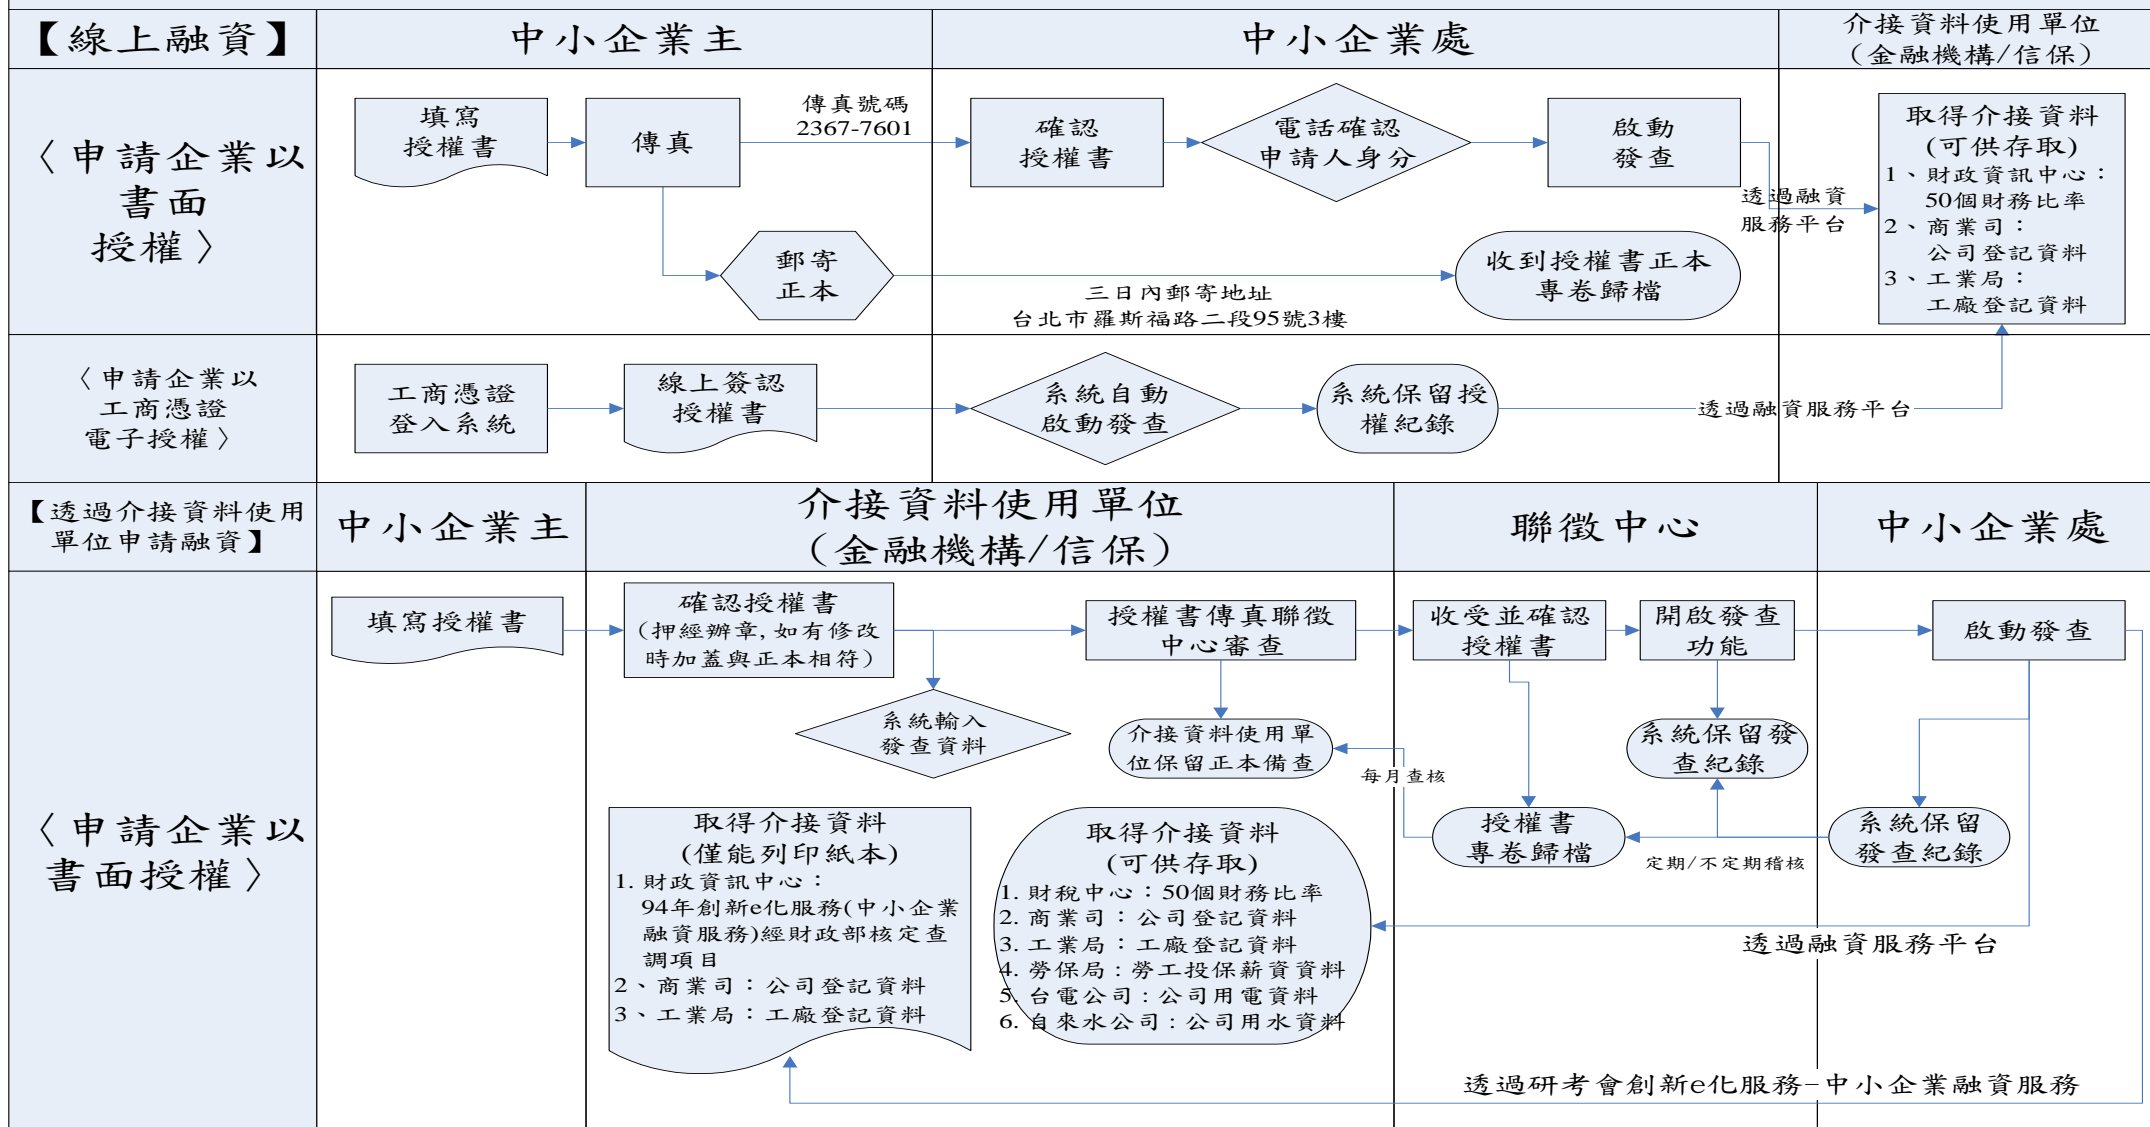 【線上融資】
中小企業主
中小企業處
介接資料使用單位
（金融機構/信保）
〈申請企業以
書面
授權〉
填寫
授權書
傳真
傳真號碼
2367-7601
確認
授權書
電話確認
申請人身分
啟動
發查
透過融資
服務平台
取得介接資料
(可供存取)
1、財政資訊中心：
50個財務比率
2、商業司：
公司登記資料
3、工業局：
工廠登記資料
郵寄
正本
三日內郵寄地址
台北市羅斯福路二段95號3樓
收到授權書正本
專卷歸檔
〈申請企業以
工商憑證
電子授權〉
工商憑證
登入系統
線上簽認
授權書
系統自動
啟動發查
系統保留授
權紀錄
透過融資服務平台
【透過介接資料使用
單位申請融資】
中小企業主
介接資料使用單位
（金融機構/信保）
聯徵中心
中小企業處
〈申請企業以
書面授權〉
填寫授權書
確認授權書
（押經辦章,如有修改
時加蓋與正本相符）
授權書傳真聯徵
中心審查
收受並確認
授權書
開啟發查
功能
啟動發查
系統輸入
發查資料
介接資料使用單
位保留正本備查
每月查核
系統保留發
查紀錄
授權書
專卷歸檔
定期/不定期稽核
系統保留
發查紀錄
取得介接資料
(僅能列印紙本)
1. 財政資訊中心：
94年創新e化服務(中小企業
融資服務)經財政部核定查
調項目
2、商業司：公司登記資料
3、工業局：工廠登記資料
取得介接資料
(可供存取)
1. 財稅中心：50個財務比率
2. 商業司：公司登記資料
3. 工業局：工廠登記資料
4. 勞保局：勞工投保薪資資料
5. 台電公司：公司用電資料
6. 自來水公司：公司用水資料
透過融資服務平台
透過研考會創新e化服務-中小企業融資服務